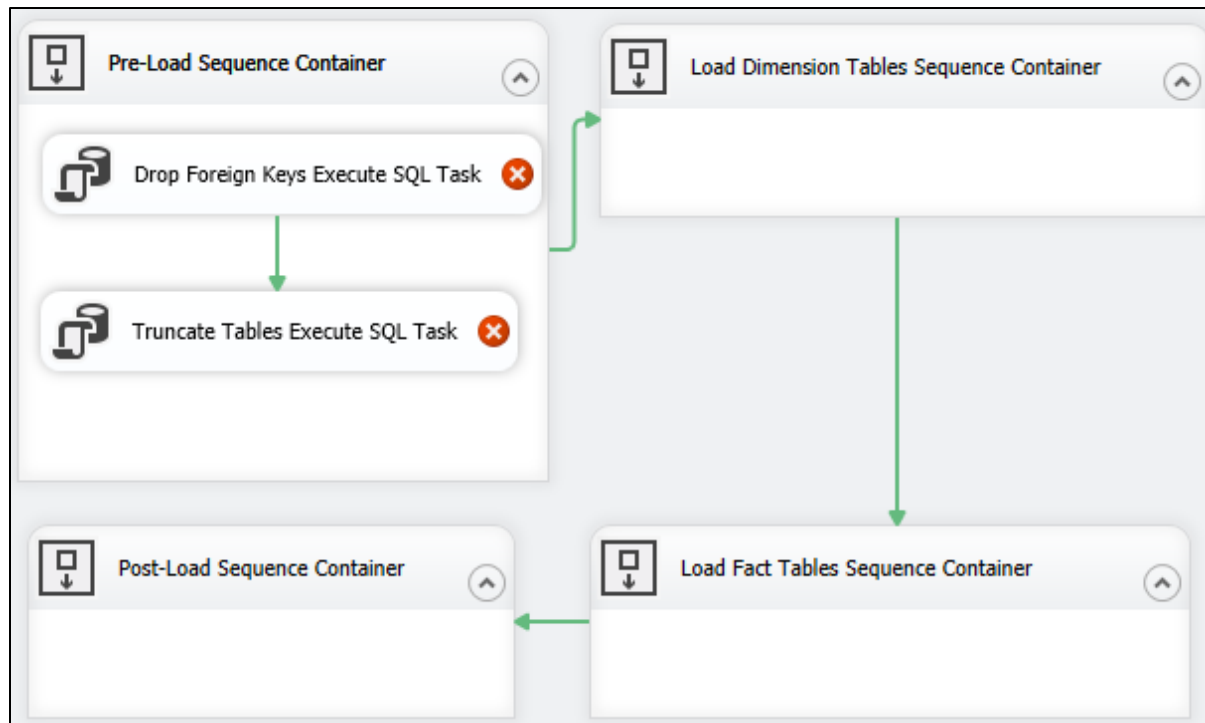 Pre-Load Sequence Container
Load Dimension Tables Sequence Container
Drop Foreign Keys Execute SQL Task
Truncate Tables Execute SQL Task
Post-Load Sequence Container
Load Fact Tables Sequence Container